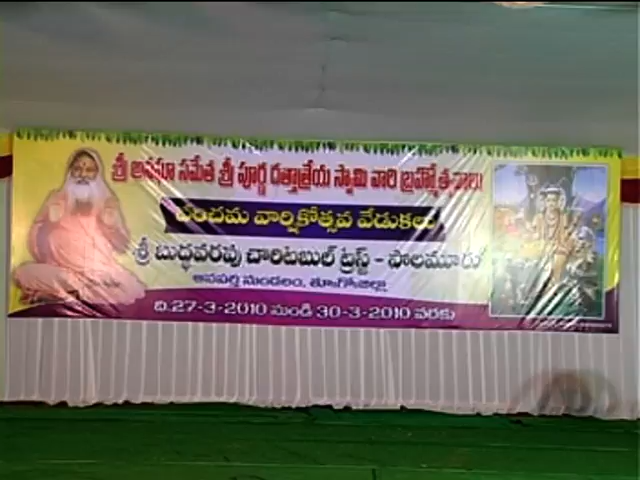 శ్రీ అనఘా సమేత శ్రీ పూర్ణ దత్తాత్రేయ స్వామి వారి బ్రహ్మోత్సవాలు
పంచమ వార్షికోత్సవ వేడుకలు
శ్రీ బుద్ధవరపు చారిటబుల్ ట్రస్ట్ - పొలమూరు
అనపర్తి మండలం, తూ.గో.జిల్లా
ది.27-3-2010 నుండి 30-3-2010 వరకు